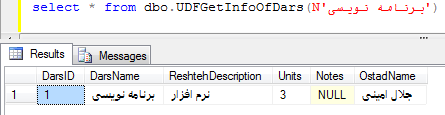 select * from dbo.UDFGetInfoOfDars(N'برنامه نویسی')
Results Messages
DarsID DarsName ReshtehDescription Units Notes OstadName
1 1 برنامه نویسی نرم افزار 3 NULL جلال امینی